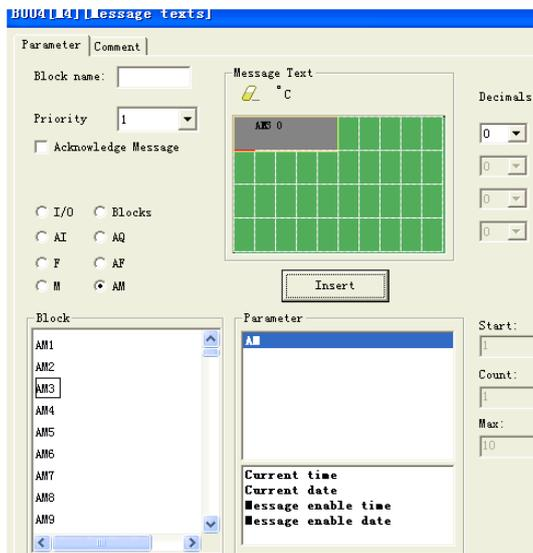 B004[M4][Message texts]
Parameter
Comment
Block name:
Priority
1
Acknowledge Message
I/O
Blocks
AI
AQ
F
AF
M
AM
Message Text
°C
AM3 0
Decimals
0
0
0
0
Insert
Block
AM1
AM2
AM3
AM4
AM5
AM6
AM7
AM8
AM9
Parameter
AM
Current time
Current date
Message enable time
Message enable date
Start:
1
Count:
1
Max:
10